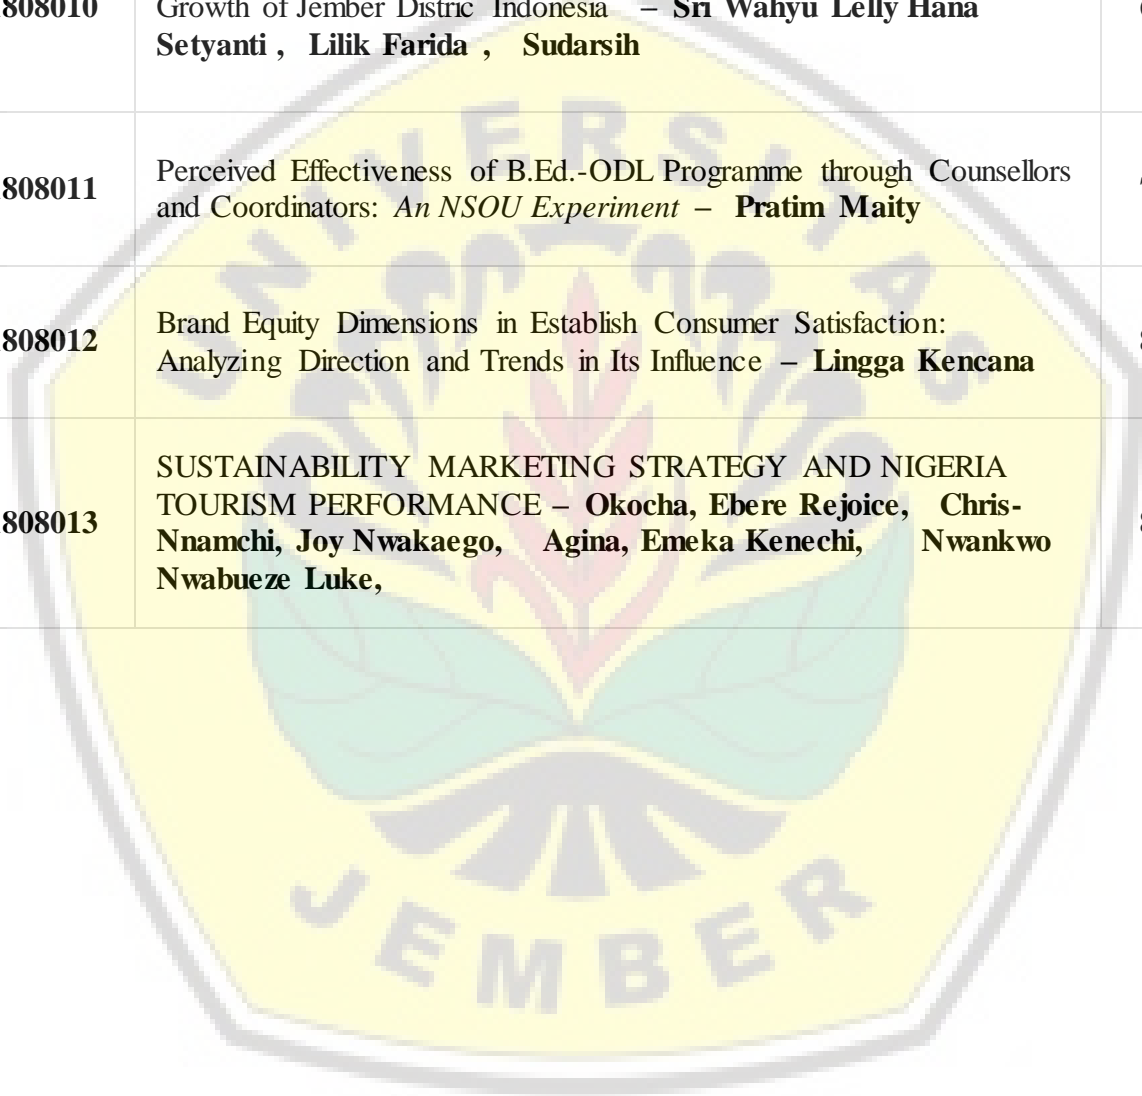 808010
Growth of Jember Distric Indonesia – Sri Wahyu Lelly Hana
Setyanti , Lilik Farida , Sudarsih
808011
Perceived Effectiveness of B.Ed.-ODL Programme through Counsellors
and Coordinators: An NSOU Experiment – Pratim Maity
808012
Brand Equity Dimensions in Establish Consumer Satisfaction:
Analyzing Direction and Trends in Its Influence – Lingga Kencana
808013
SUSTAINABILITY MARKETING STRATEGY AND NIGERIA
TOURISM PERFORMANCE – Okocha, Ebere Rejoice, Chris-
Nnamchi, Joy Nwakaego, Agina, Emeka Kenechi, Nwankwo
Nwabueze Luke,
UNIVERSITAS
JEMBER